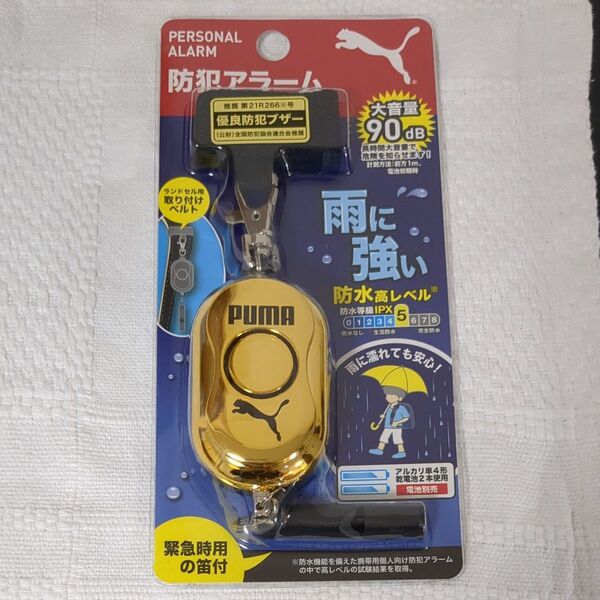 PERSONAL
ALARM
防犯アラーム
推奨 第21R266※号
優良防犯ブザー
(公財)全国防犯協会連合会推奨
大音量
90dB
長時間大音量で
危険を知らせます!
計測方法:前方1m、
電池初期時
ランドセル用
取り付け
ベルト
雨に
強い
防水高レベル※
防水等級IPX
0 1 2 3 4 5 6 7 8
防水なし 生活防水 完全防水
PUMA
雨に濡れても安心!
アルカリ単4形
乾電池2本使用
電池別売
緊急時用
の笛付
※防水機能を備えた携帯用個人向け防犯アラーム
の中で高レベルの試験結果を取得。